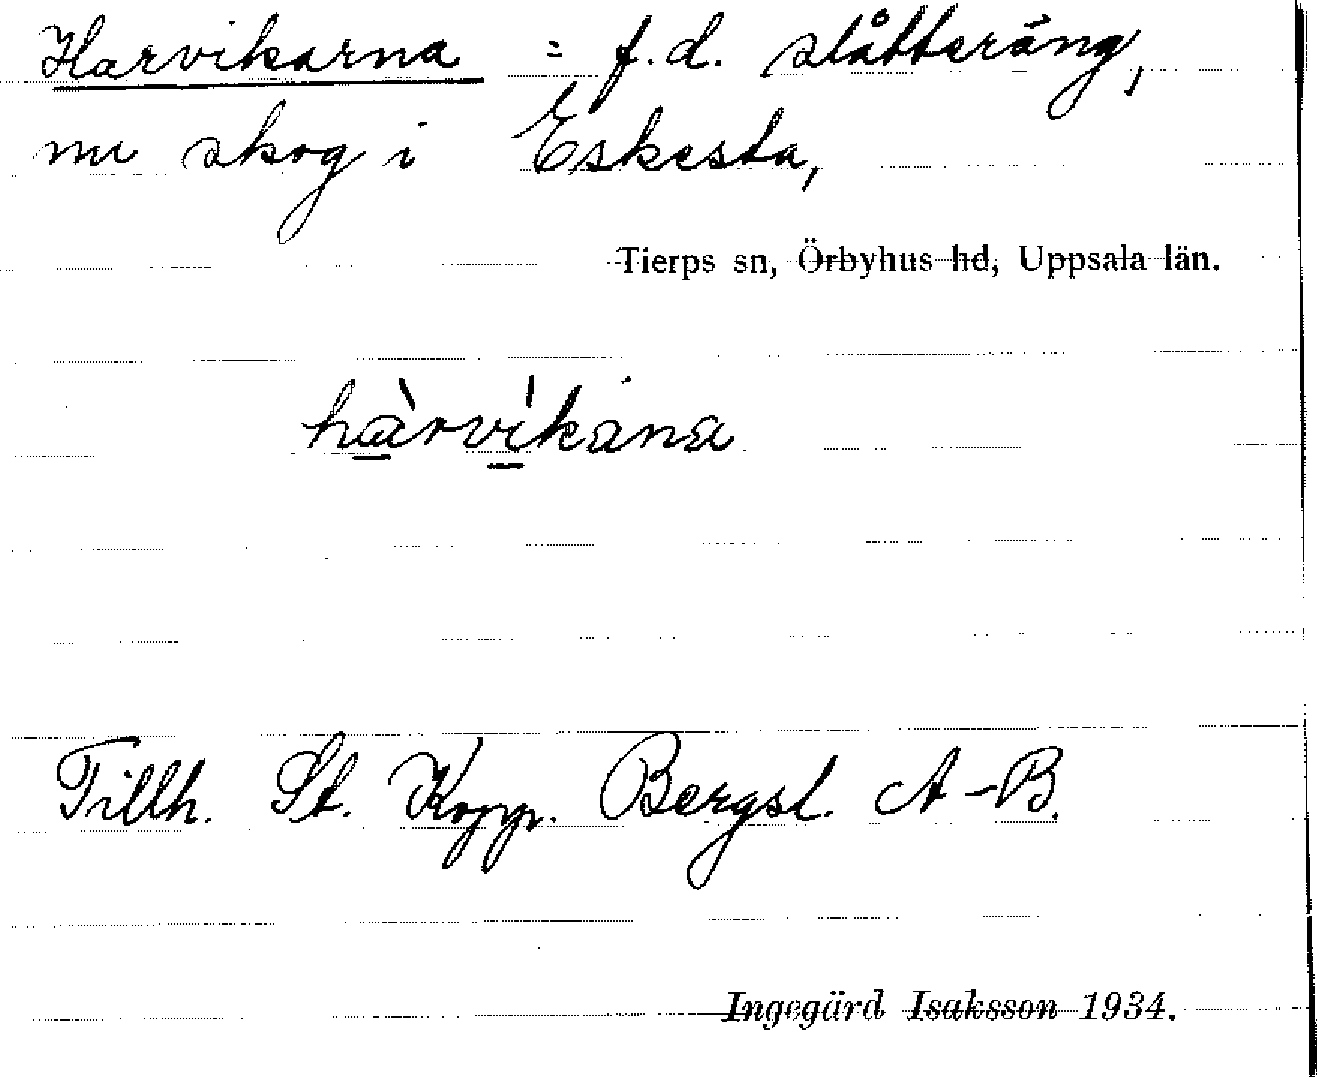 Harvikarna = f.d. slåtteräng,
nu skog i Eskesta,
Tierps sn, Örbyhus hd, Uppsala län.
hàrvíkana
Tillh. St. Kopp. Bergsl. A-B.
Ingegärd Isaksson 1934.